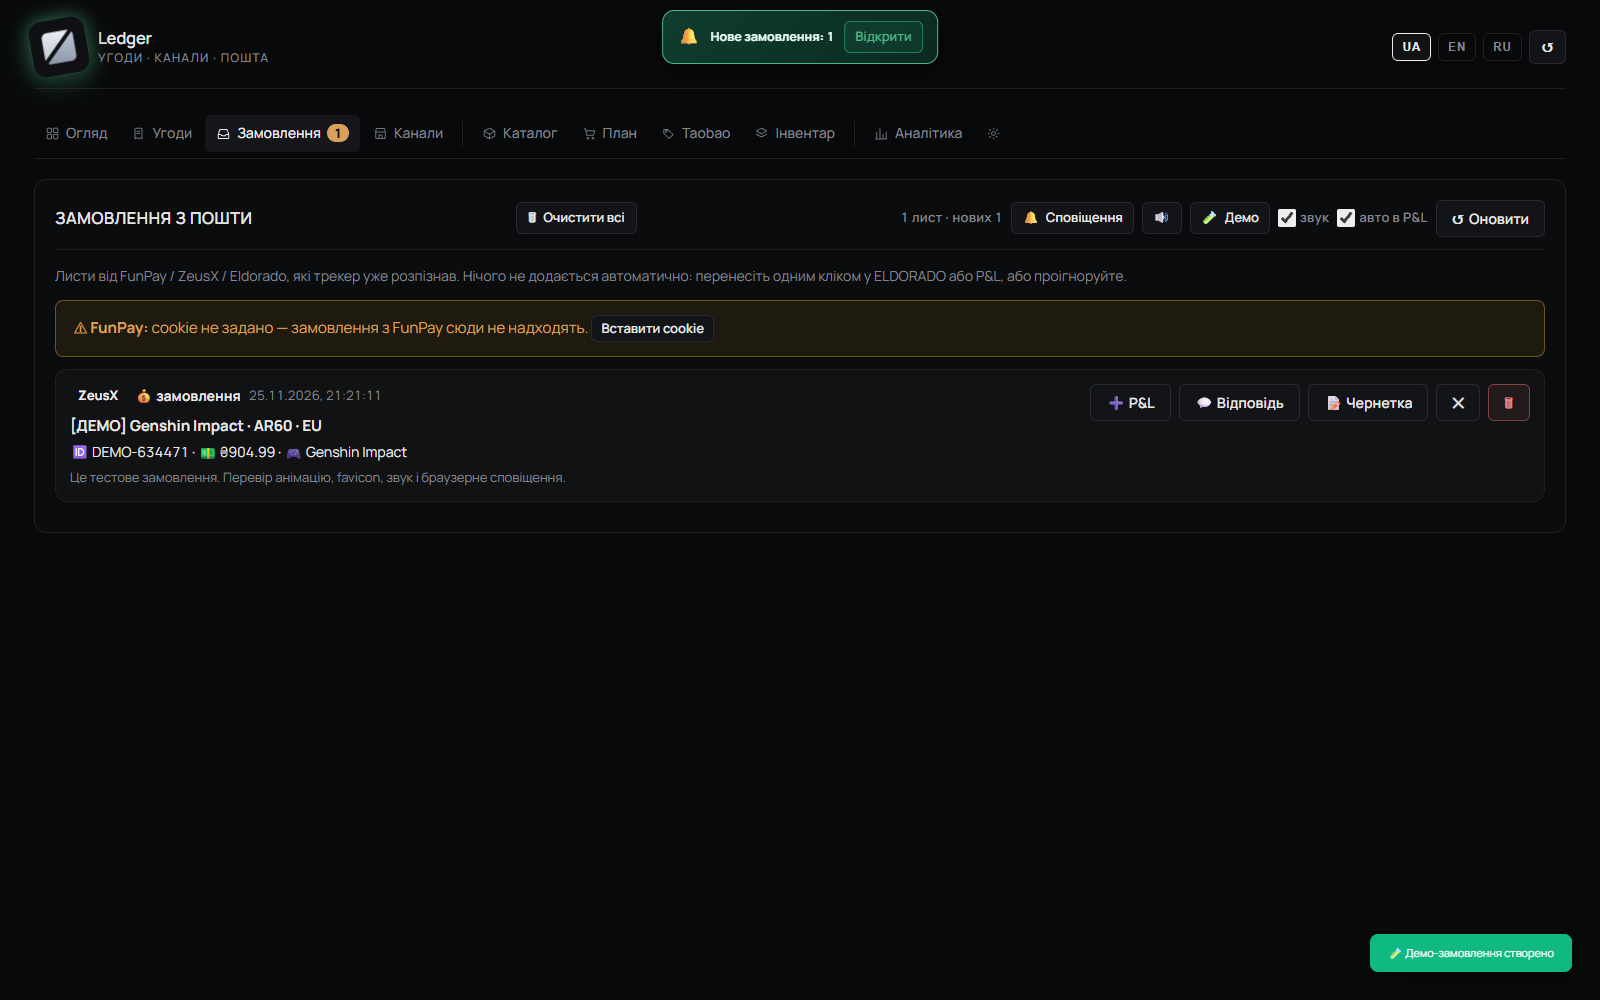 Ledger
УГОДИ · КАНАЛИ · ПОШТА
Нове замовлення: 1 Відкрити
UA EN RU
Огляд Угоди Замовлення 1 Канали Каталог План Taobao Інвентар Аналітика
ЗАМОВЛЕННЯ З ПОШТИ Очистити всі 1 лист · нових 1 Сповіщення Демо звук авто в P&L Оновити
Листи від FunPay / ZeusX / Eldorado, які трекер уже розпізнав. Нічого не додається автоматично: перенесіть одним кліком у ELDORADO або P&L, або проігноруйте.
⚠ FunPay: cookie не задано — замовлення з FunPay сюди не надходять. Вставити cookie
ZeusX 💰 замовлення 25.11.2026, 21:21:11 ➕ P&L 💬 Відповідь 📝 Чернетка ✕
[ДЕМО] Genshin Impact · AR60 · EU
🆔 DEMO-634471 · 💵 ₴904.99 · 🎮 Genshin Impact
Це тестове замовлення. Перевір анімацію, favicon, звук і браузерне сповіщення.
Демо-замовлення створено